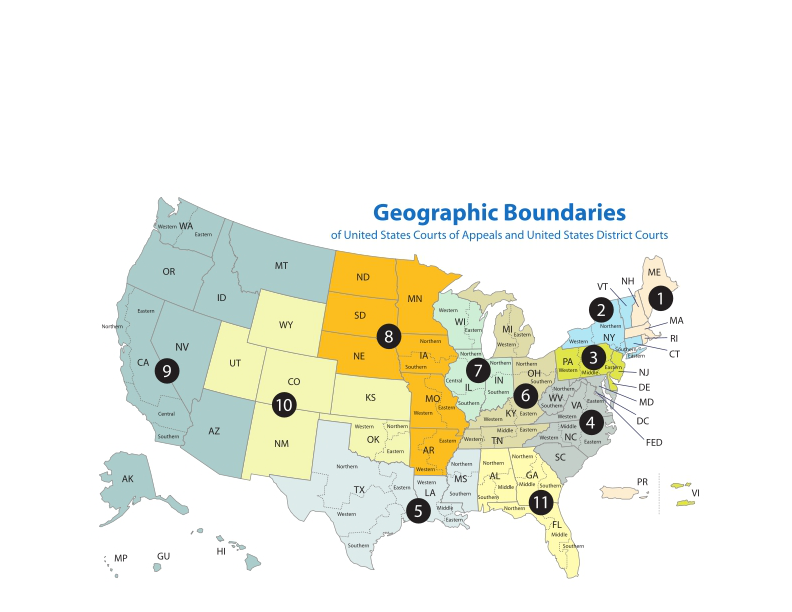 Geographic Boundaries
of United States Courts of Appeals and United States District Courts
WA
Western
Eastern
OR
ID
MT
ND
MN
SD
WY
NE
8
IA
Northern
Southern
WI
Western
Eastern
MI
Northern
Eastern
Western
ME
1
NH
VT
2
MA
RI
CT
NY
Northern
Western
Southern
Eastern
3
PA
Western
Middle
Eastern
NJ
DE
MD
DC
FED
Northern
Eastern
CA
Central
Southern
9
NV
UT
CO
10
AZ
NM
KS
OK
Western
Northern
Eastern
MO
Western
Eastern
AR
Western
7
IL
Northern
Central
Southern
IN
Northern
Southern
OH
Northern
Southern
6
KY
Western
Eastern
TN
Western
Middle
Eastern
WV
Northern
Southern
VA
Eastern
Western
4
NC
Western
Middle
Eastern
SC
TX
Northern
Eastern
Western
Southern
5
LA
Western
Middle
Eastern
MS
Northern
Southern
AL
Northern
Middle
Southern
GA
Northern
Middle
Southern
11
FL
Northern
Middle
Southern
AK
MP
GU
HI
PR
VI